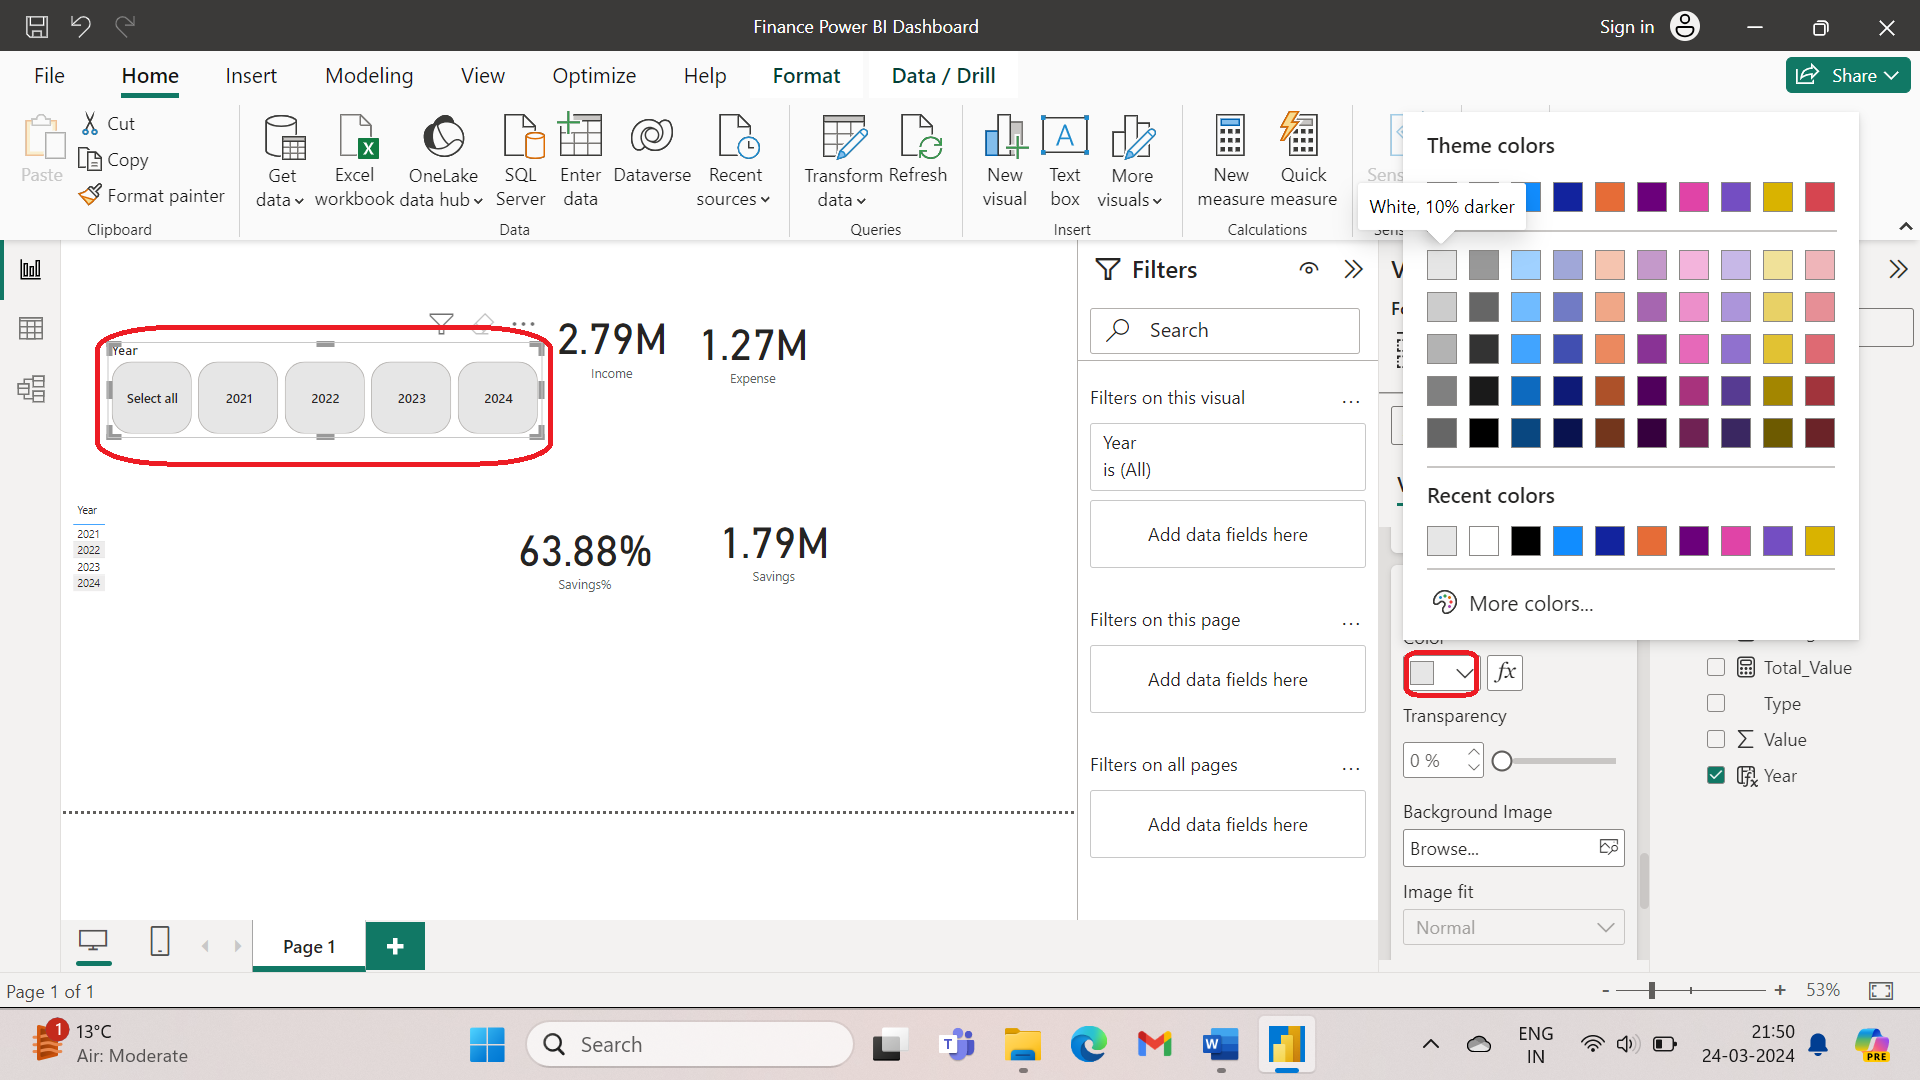 Finance Power BI Dashboard
Sign in
File
Home
Insert
Modeling
View
Optimize
Help
Format
Data / Drill
Share
Paste
Cut
Copy
Format painter
Clipboard
Get
data
Excel
workbook
OneLake
data hub
SQL
Server
Enter
data
Dataverse
Recent
sources
Data
Transform
data
Refresh
Queries
New
visual
Text
box
More
visuals
Insert
New
measure
Quick
measure
Calculations
Theme colors
White, 10% darker
Recent colors
More colors...
Year
Select all
2021
2022
2023
2024
2.79M
Income
1.27M
Expense
Year
2021
2022
2023
2024
63.88%
Savings%
1.79M
Savings
Filters
Search
Filters on this visual
...
Year
is (All)
Add data fields here
Filters on this page
...
Add data fields here
Filters on all pages
...
Add data fields here
Color
fx
Transparency
0 %
Background Image
Browse...
Image fit
Normal
Total_Value
Type
Value
Year
Page 1
Page 1 of 1
- + 53%
1
13°C
Air: Moderate
Search
ENG
IN
21:50
24-03-2024
PRE